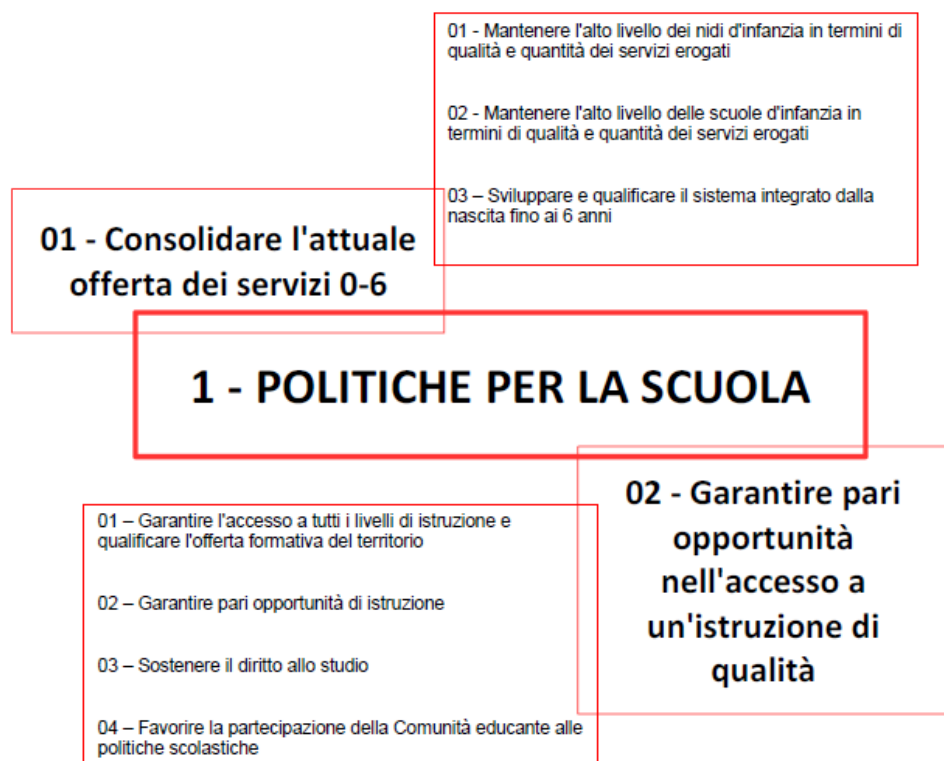 01 - Mantenere l'alto livello dei nidi d'infanzia in termini di
qualità e quantità dei servizi erogati
02 - Mantenere l'alto livello delle scuole d'infanzia in
termini di qualità e quantità dei servizi erogati
03 – Sviluppare e qualificare il sistema integrato dalla
nascita fino ai 6 anni
01 - Consolidare l'attuale
offerta dei servizi 0-6
1 - POLITICHE PER LA SCUOLA
02 - Garantire pari
opportunità
nell'accesso a
un'istruzione di
qualità
01 – Garantire l'accesso a tutti i livelli di istruzione e
qualificare l'offerta formativa del territorio
02 – Garantire pari opportunità di istruzione
03 – Sostenere il diritto allo studio
04 – Favorire la partecipazione della Comunità educante alle
politiche scolastiche